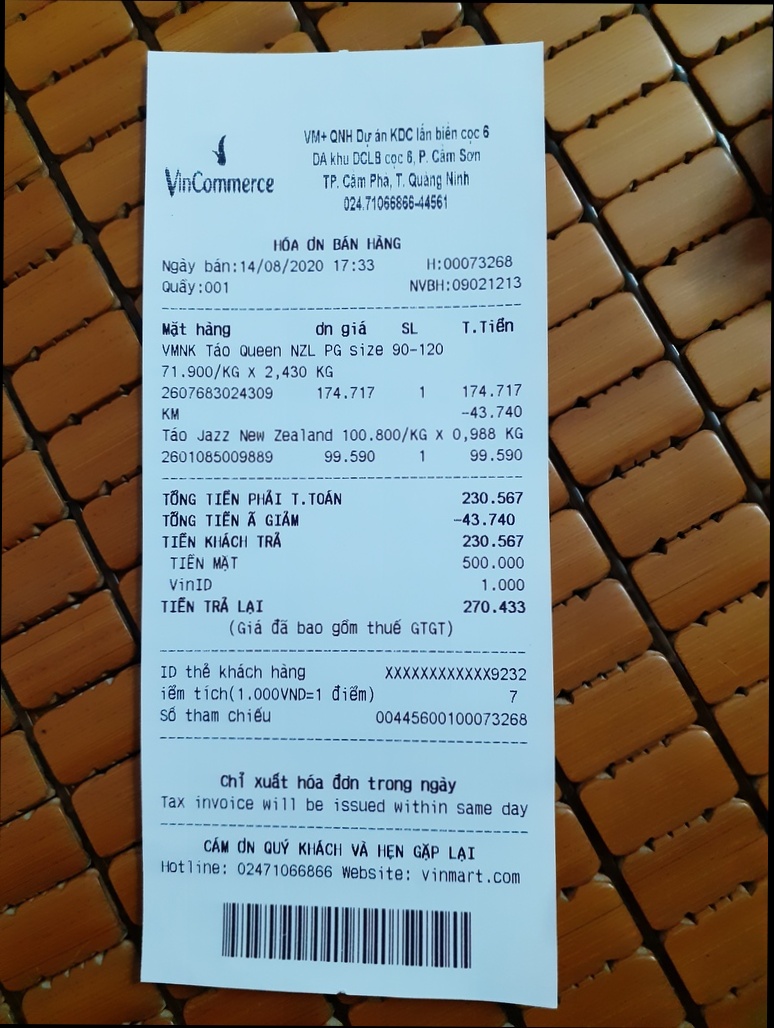 VinCommerce
VM+ QNH Dự án KDC lấn biển cọc 6
DA khu DCLB cọc 6, P. Cẩm Sơn
TP. Cẩm Phả, T. Quảng Ninh
024.71066866-44561
HÓA ƠN BÁN HÀNG
Ngày bán:14/08/2020 17:33 H:00073268
Quầy:001 NVBH:09021213
Mặt hàng ơn giá SL T.Tiền
VMNK Táo Queen NZL PG size 90-120
71.900/KG X 2,430 KG
2607683024309 174.717 1 174.717
KM -43.740
Táo Jazz New Zealand 100.800/KG X 0,988 KG
2601085009889 99.590 1 99.590
TỔNG TIỀN PHẢI T.TOÁN 230.567
TỔNG TIỀN Ã GIẢM -43.740
TIỀN KHÁCH TRẢ 230.567
TIỀN MẶT 500.000
VinID 1.000
TIỀN TRẢ LẠI 270.433
(Giá đã bao gồm thuế GTGT)
ID thẻ khách hàng XXXXXXXXXXXX9232
iểm tích(1.000VND=1 điểm) 7
Số tham chiếu 00445600100073268
Chỉ xuất hóa đơn trong ngày
Tax invoice will be issued within same day
CẢM ƠN QUÝ KHÁCH VÀ HẸN GẶP LẠI
Hotline: 02471066866 Website: vinmart.com